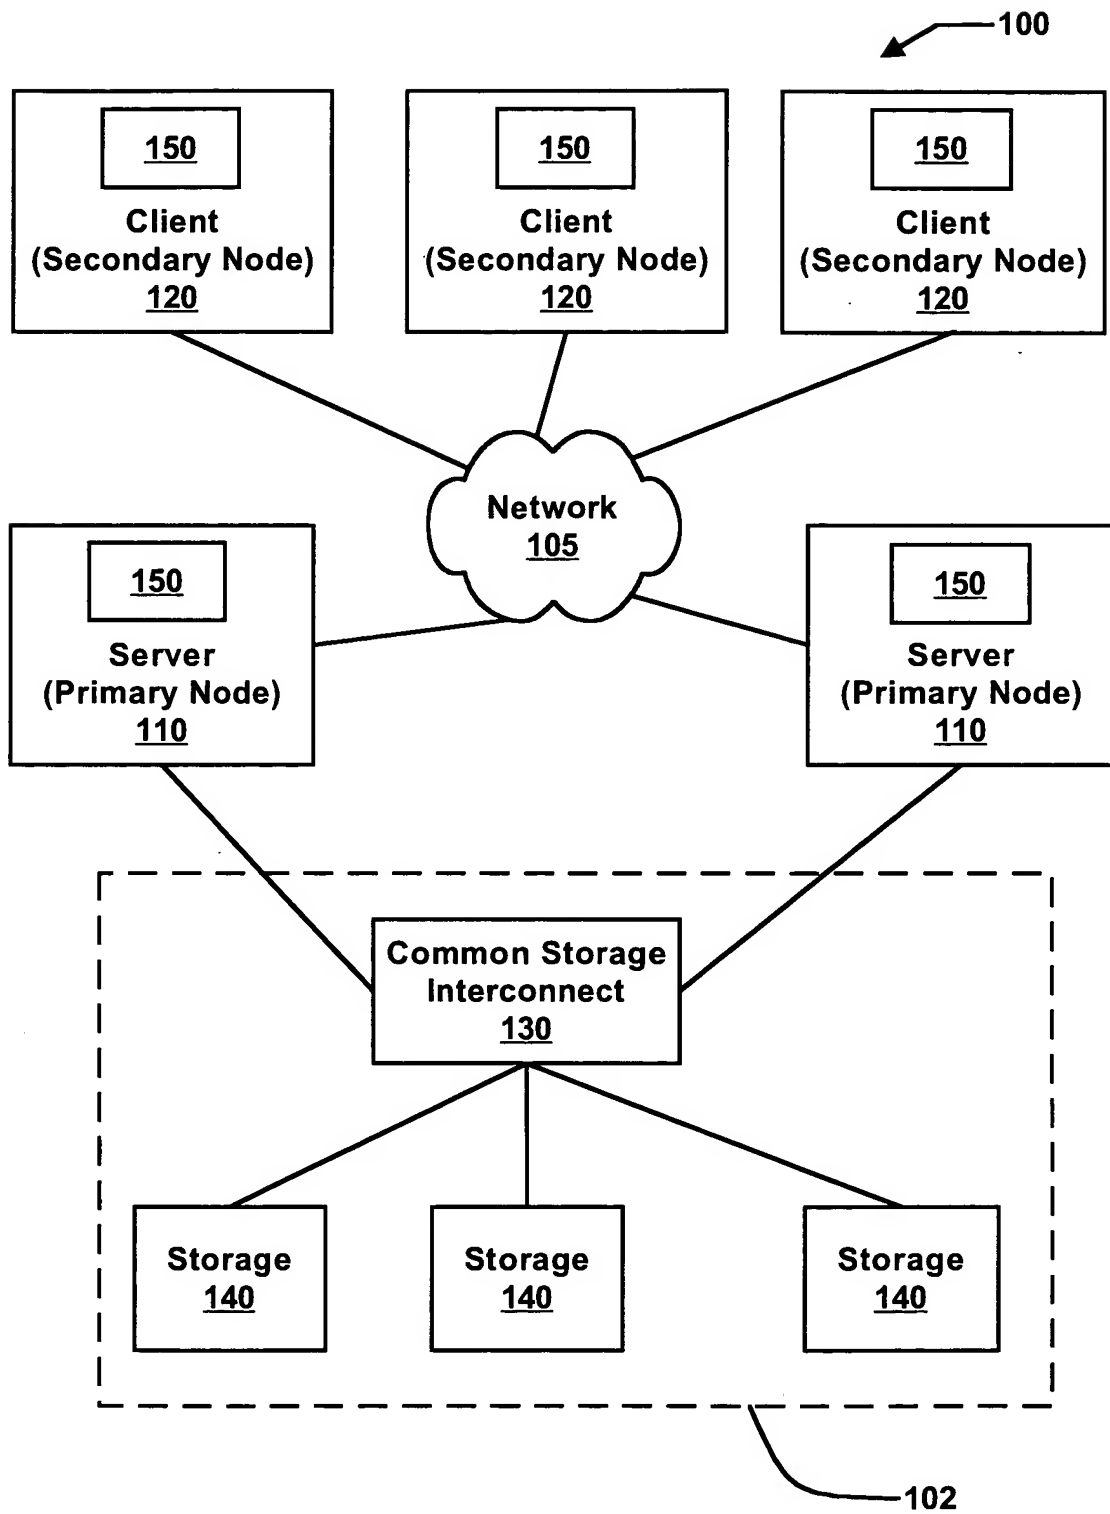 100
150
Client
(Secondary Node)
120
150
Client
(Secondary Node)
120
150
Client
(Secondary Node)
120
Network
105
150
Server
(Primary Node)
110
150
Server
(Primary Node)
110
Common Storage
Interconnect
130
Storage
140
Storage
140
Storage
140
102